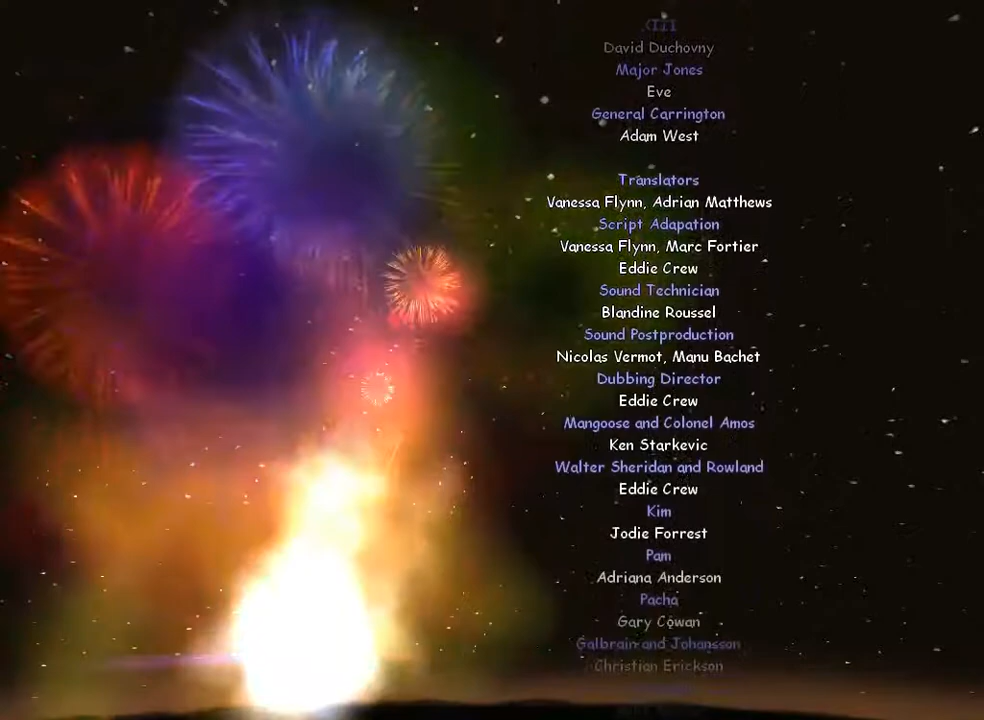 David Duchovny
Major Jones
Eve
General Carrington
Adam West
Translators
Vanessa Flynn, Adrian Matthews
Script Adapation
Vanessa Flynn, Marc Fortier
Eddie Crew
Sound Technician
Blandine Roussel
Sound Postproduction
Nicolas Vermot, Manu Bachet
Dubbing Director
Eddie Crew
Mangoose and Colonel Amos
Ken Starkevic
Walter Sheridan and Rowland
Eddie Crew
Kim
Jodie Forrest
Pam
Adriana Anderson
Pacha
Gary Cowan
Galbrain and Johansson
Christian Erickson